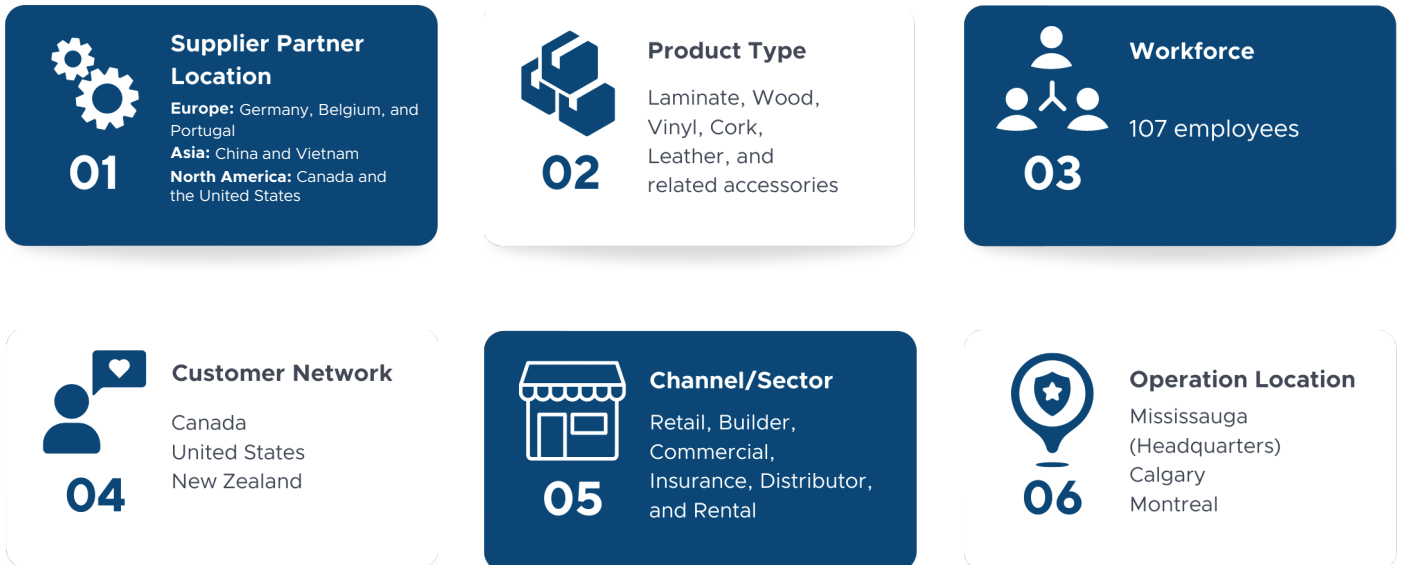 Supplier Partner
Location
Europe: Germany, Belgium, and
Portugal
Asia: China and Vietnam
North America: Canada and
the United States
01
Product Type
Laminate, Wood,
Vinyl, Cork,
Leather, and
related accessories
02
Workforce
107 employees
03
Customer Network
Canada
United States
New Zealand
04
Channel/Sector
Retail, Builder,
Commercial,
Insurance, Distributor,
and Rental
05
Operation Location
Mississauga
(Headquarters)
Calgary
Montreal
06